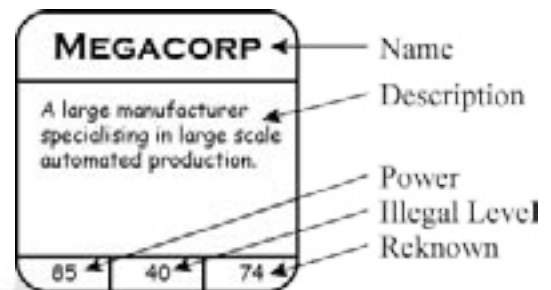 MEGACORP
Name
Description
A large manufacturer
specialising in large scale
automated production.
Power
Illegal Level
Reknown
85 40 74